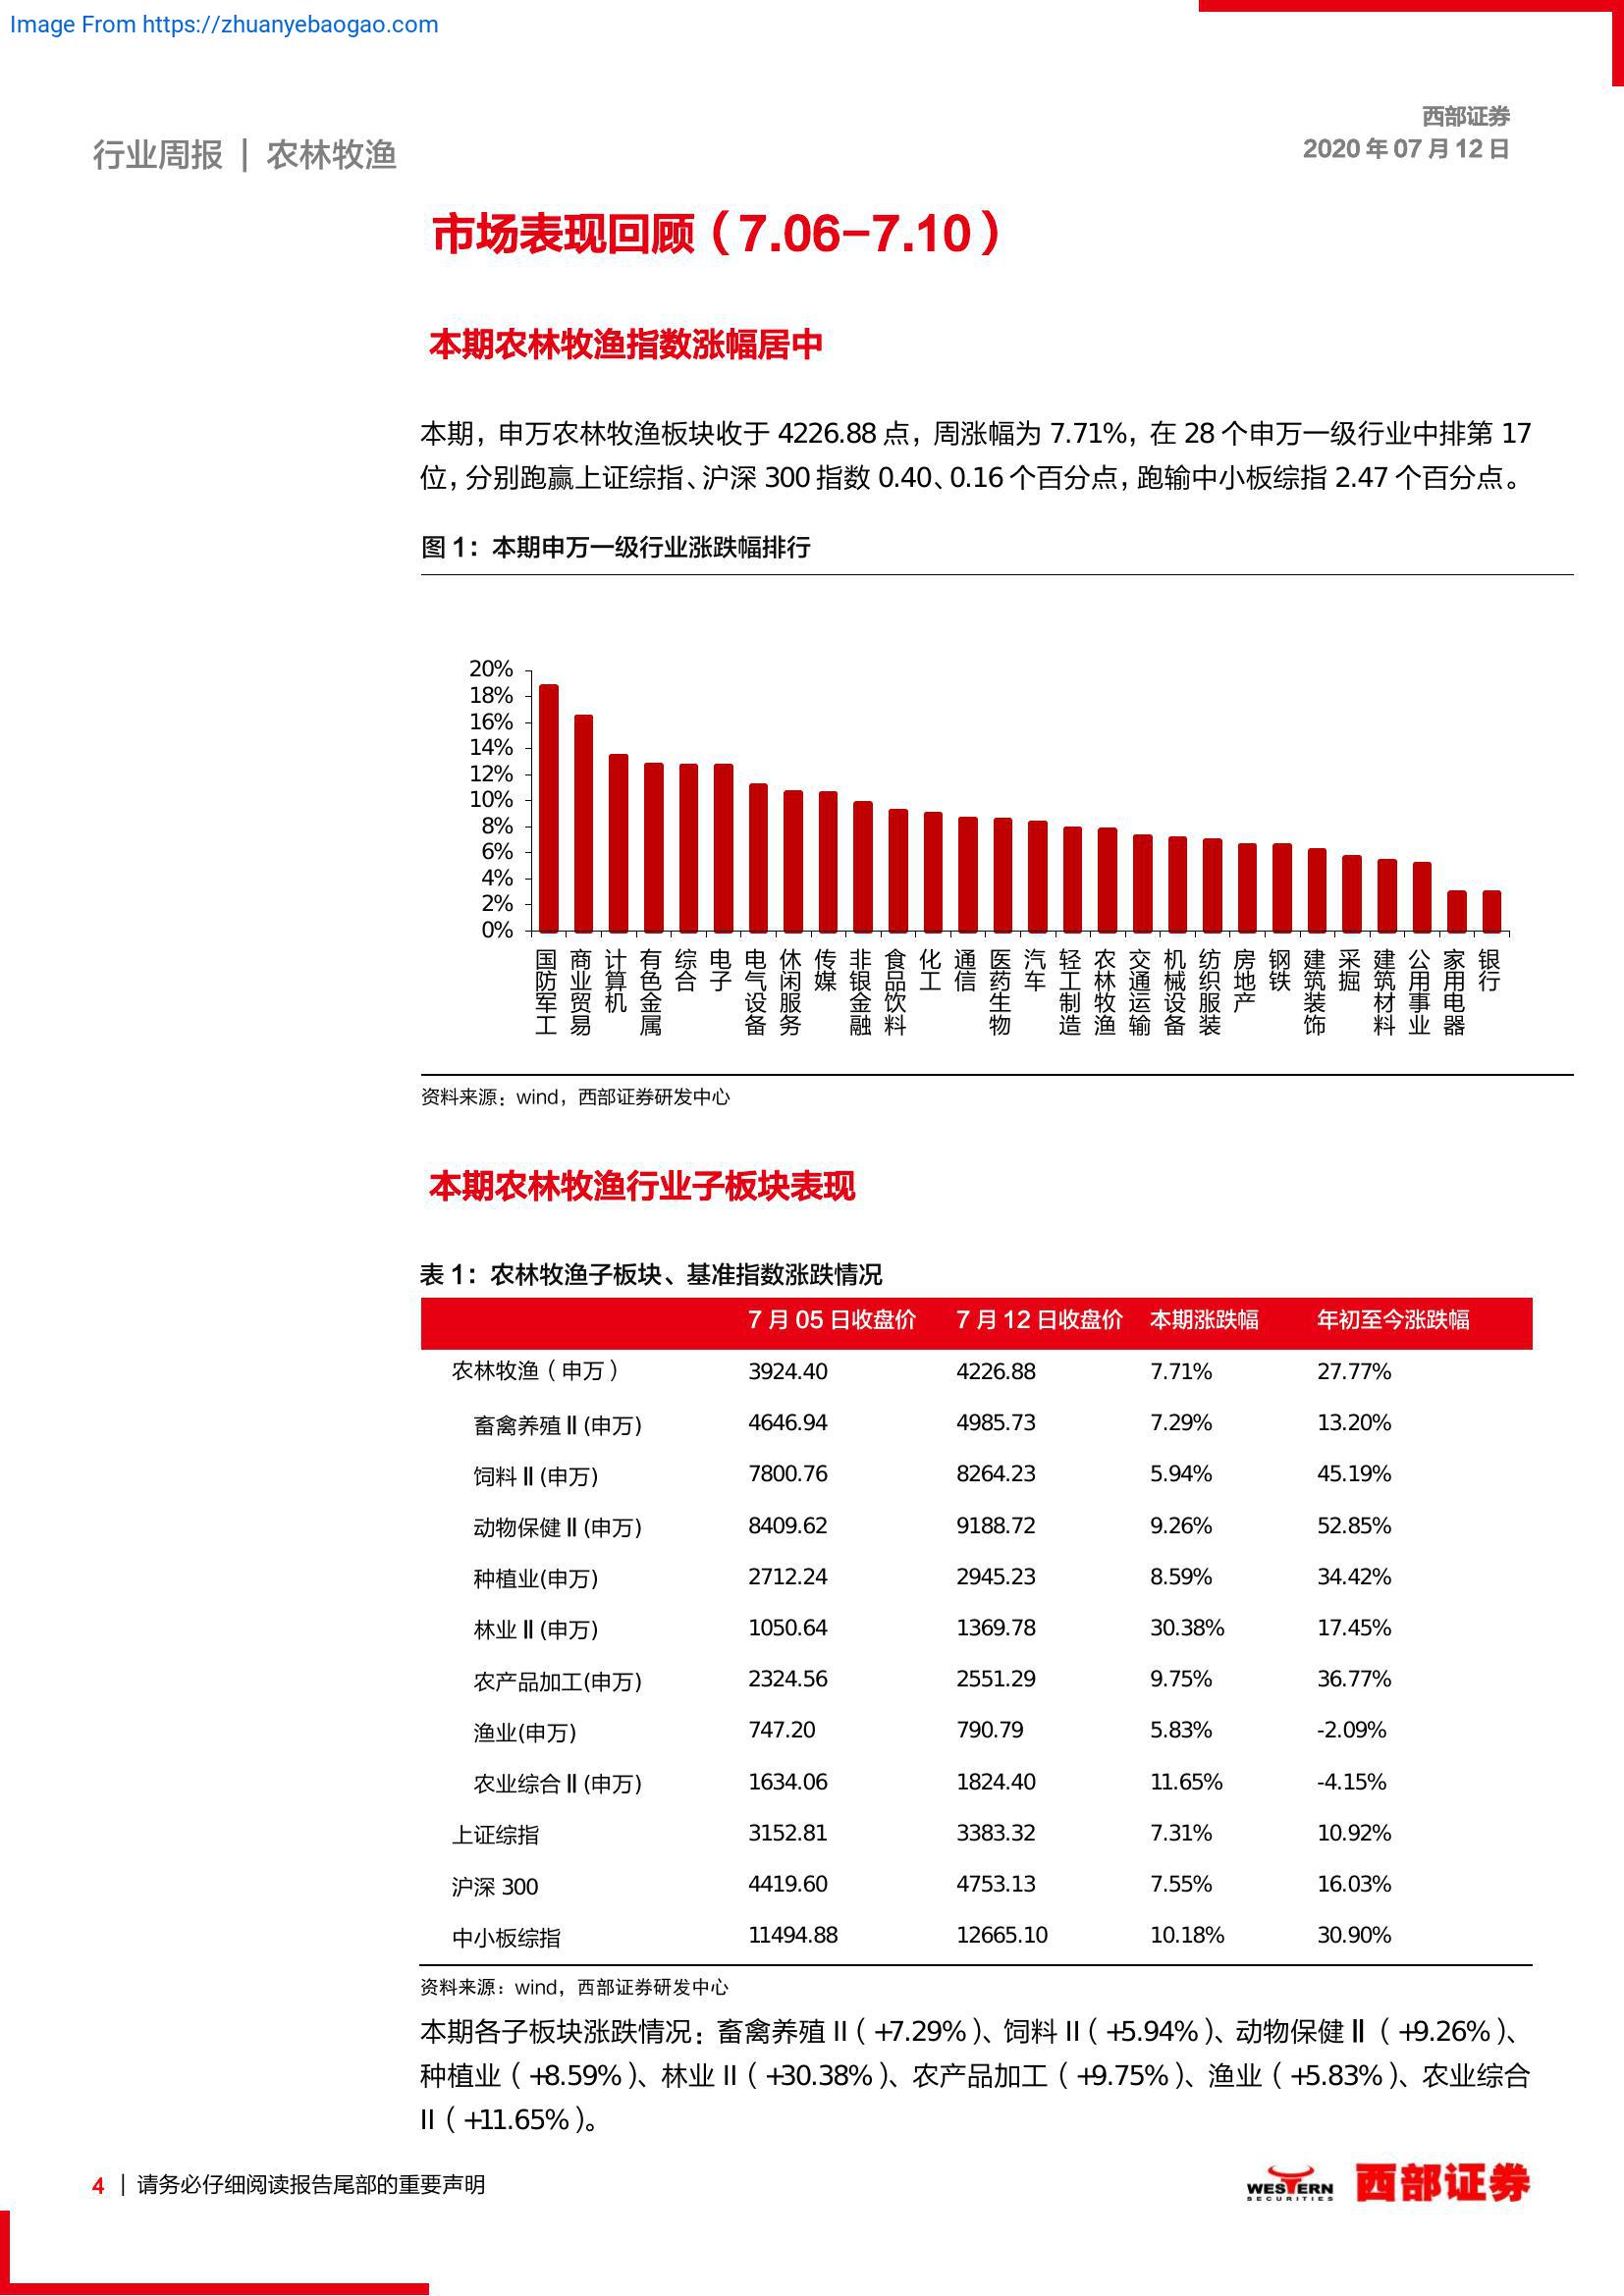 Image From https://zhuanyebaogao.com
西部证券
行业周报 | 农林牧渔
2020 年 07 月 12 日
市场表现回顾（7.06-7.10）
本期农林牧渔指数涨幅居中
本期，申万农林牧渔板块收于 4226.88 点，周涨幅为 7.71%，在 28 个申万一级行业中排第 17
位，分别跑赢上证综指、沪深 300 指数 0.40、0.16 个百分点，跑输中小板综指 2.47 个百分点。
图 1：本期申万一级行业涨跌幅排行
20%
18%
16%
14%
12%
10%
8%
6%
4%
2%
0%
国防军工
商业贸易
计算机
有色金属
综合
电子
电气设备
休闲服务
传媒
非银金融
食品饮料
化工
通信
医药生物
汽车
轻工制造
农林牧渔
交通运输
机械设备
纺织服装
房地产
钢铁
建筑装饰
采掘
建筑材料
公用事业
家用电器
银行
资料来源：wind，西部证券研发中心
本期农林牧渔行业子板块表现
表 1：农林牧渔子板块、基准指数涨跌情况
7 月 05 日收盘价 7 月 12 日收盘价 本期涨跌幅 年初至今涨跌幅
农林牧渔（申万） 3924.40 4226.88 7.71% 27.77%
畜禽养殖Ⅱ(申万) 4646.94 4985.73 7.29% 13.20%
饲料Ⅱ(申万) 7800.76 8264.23 5.94% 45.19%
动物保健Ⅱ(申万) 8409.62 9188.72 9.26% 52.85%
种植业(申万) 2712.24 2945.23 8.59% 34.42%
林业Ⅱ(申万) 1050.64 1369.78 30.38% 17.45%
农产品加工(申万) 2324.56 2551.29 9.75% 36.77%
渔业(申万) 747.20 790.79 5.83% -2.09%
农业综合Ⅱ(申万) 1634.06 1824.40 11.65% -4.15%
上证综指 3152.81 3383.32 7.31% 10.92%
沪深 300 4419.60 4753.13 7.55% 16.03%
中小板综指 11494.88 12665.10 10.18% 30.90%
资料来源：wind，西部证券研发中心
本期各子板块涨跌情况：畜禽养殖 II（+7.29%）、饲料 II（+5.94%）、动物保健Ⅱ（+9.26%）、
种植业（+8.59%）、林业 II（+30.38%）、农产品加工（+9.75%）、渔业（+5.83%）、农业综合
II（+11.65%）。
4 | 请务必仔细阅读报告尾部的重要声明
WESTERN
SECURITIES
西部证券